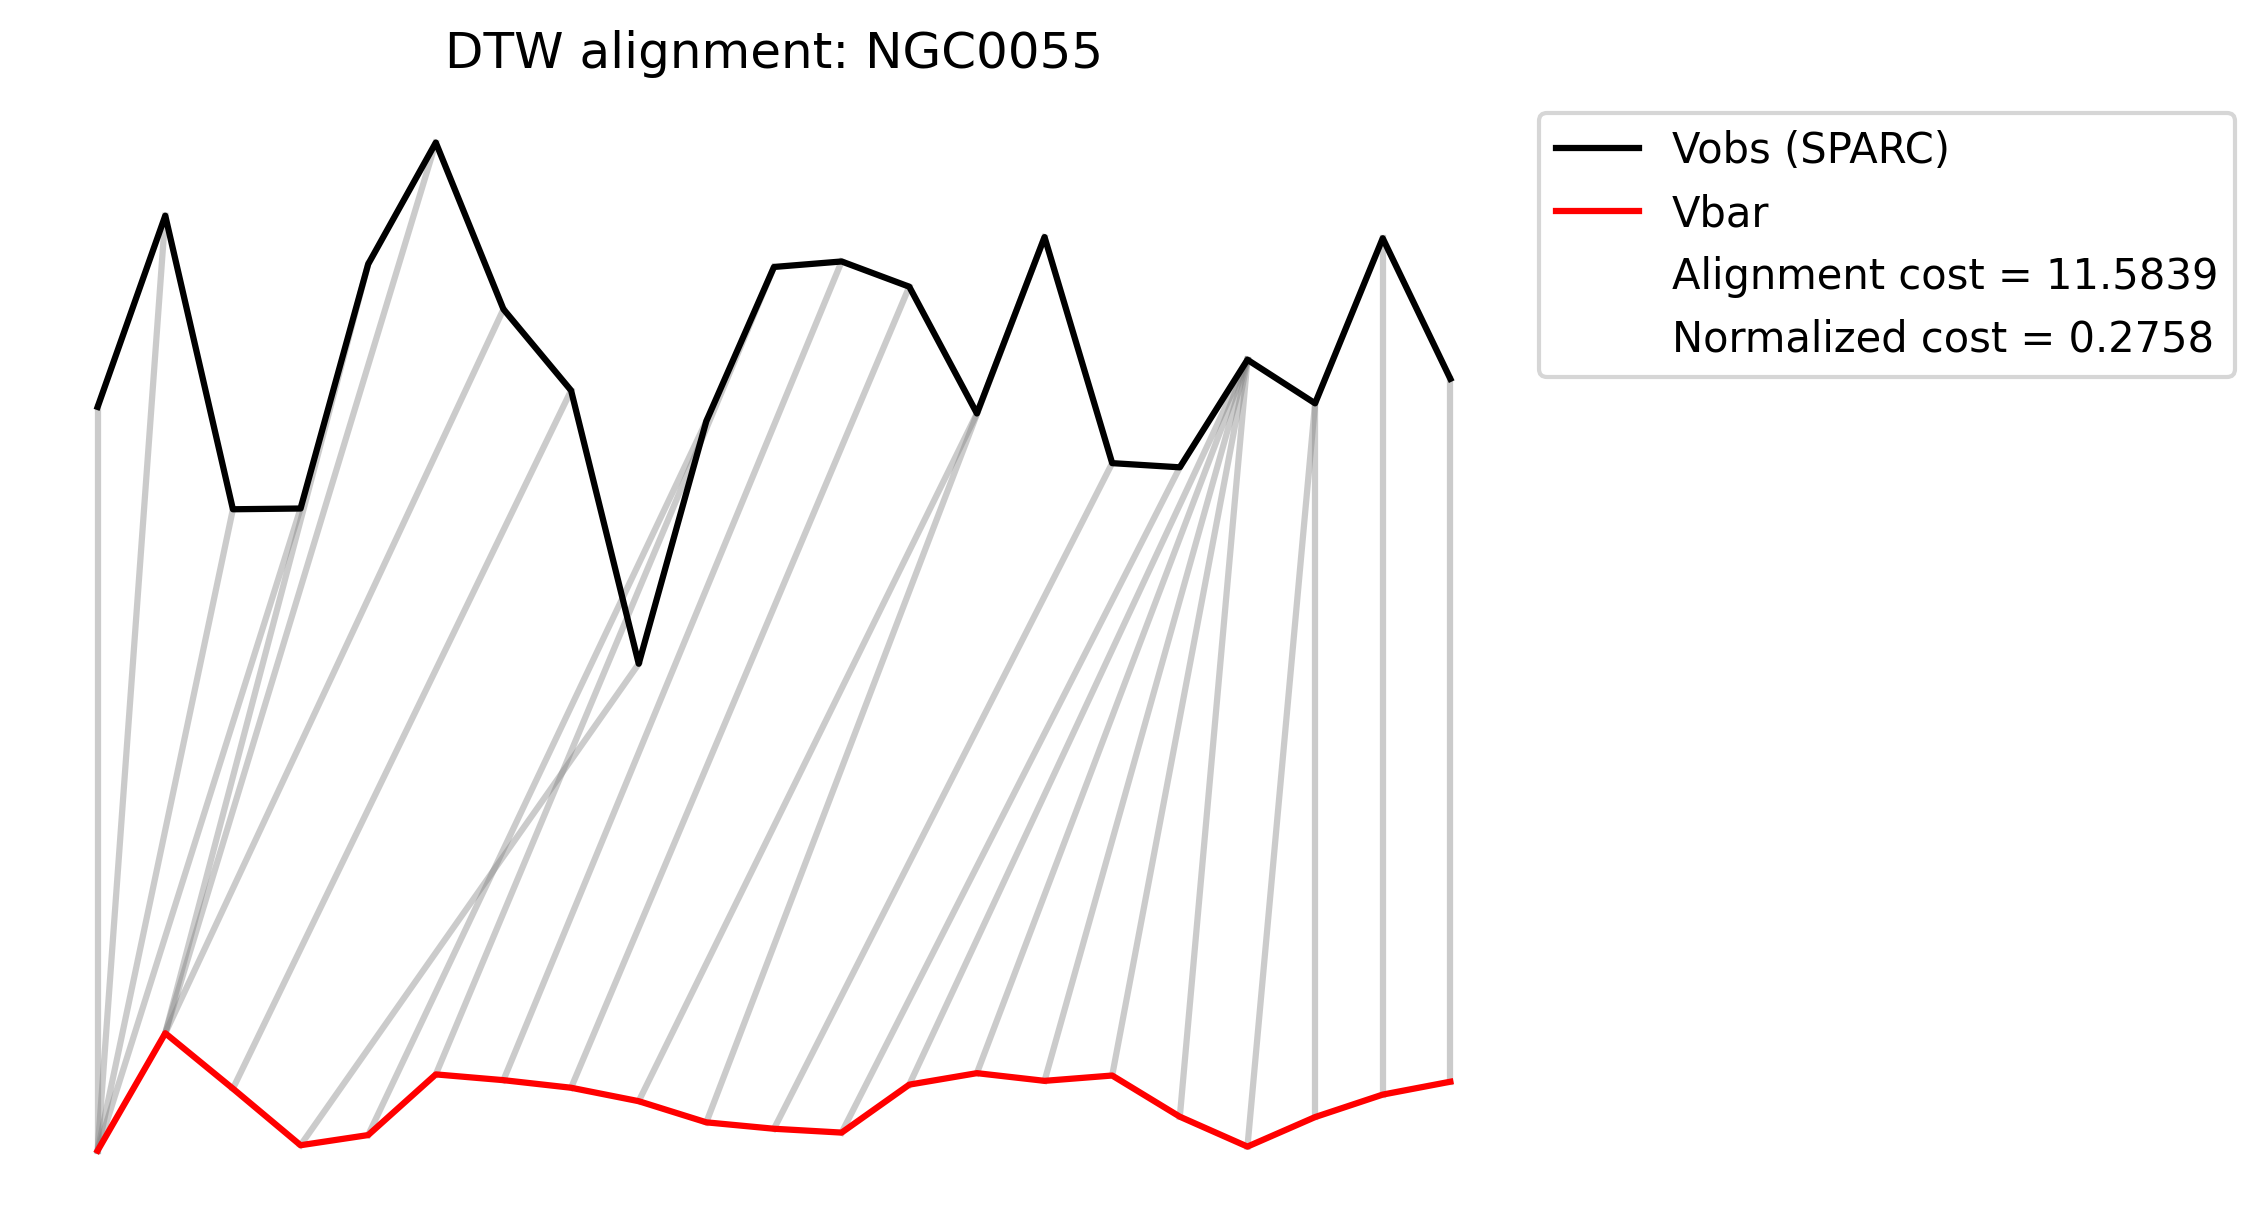 DTW alignment: NGC0055
Vobs (SPARC)
Vbar
Alignment cost = 11.5839
Normalized cost = 0.2758